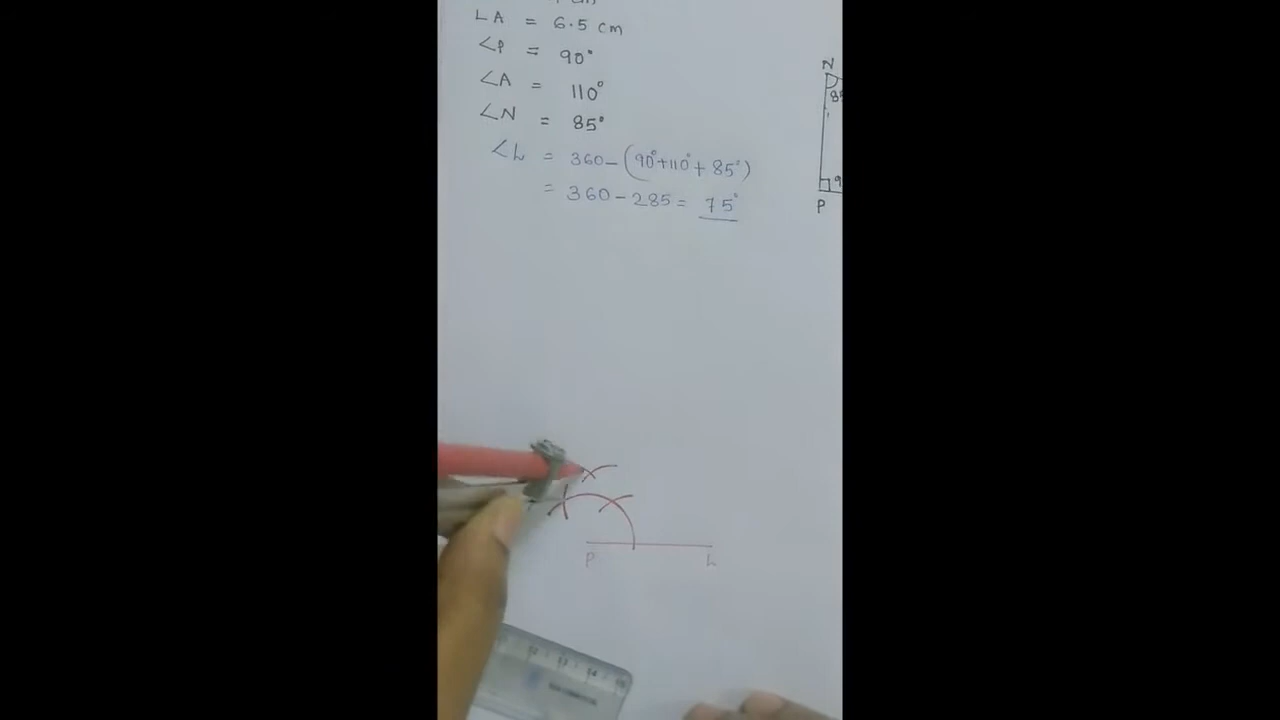 LA = 6.5 cm
∠P = 90°
∠A = 110°
∠N = 85°
∠L = 360-(90°+110°+85°)
= 360-285 = 75°
N
P
P L